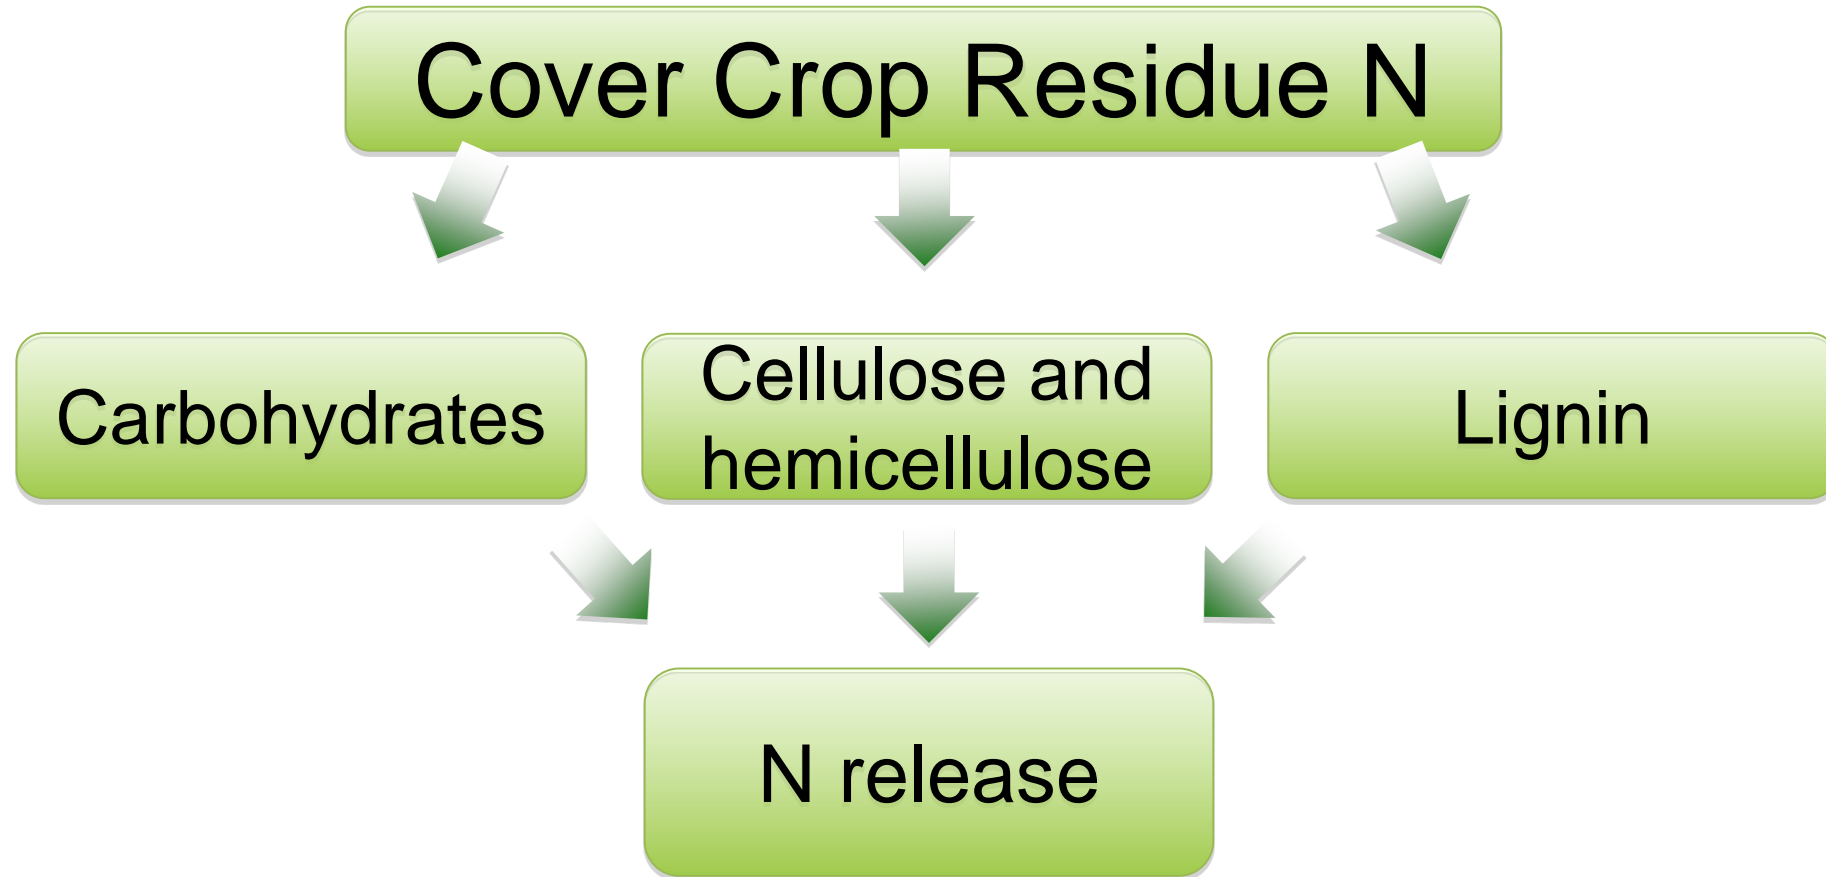 Cover Crop Residue N
Carbohydrates
Cellulose and
hemicellulose
Lignin
N release